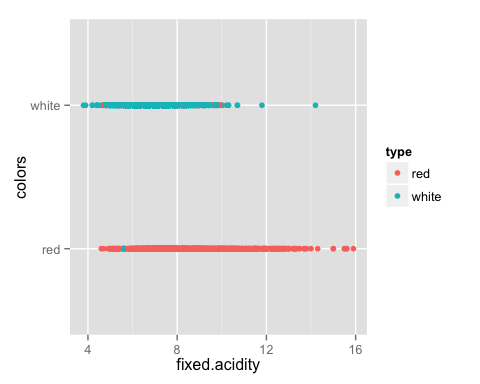 white
red
colors
4 8 12 16
fixed.acidity
type
red
white